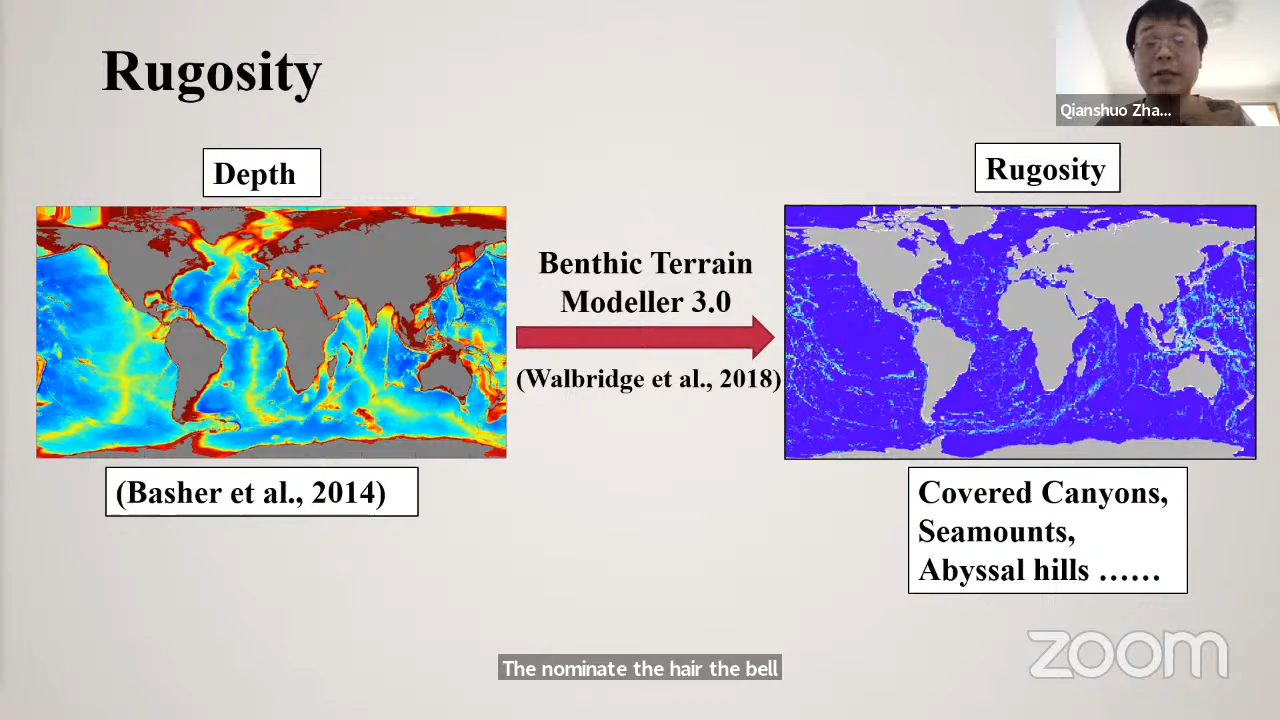 Rugosity
Qianshuo Zha...
Depth
Rugosity
Benthic Terrain
Modeller 3.0
(Walbridge et al., 2018)
(Basher et al., 2014)
Covered Canyons,
Seamounts,
Abyssal hills ……
zoom
The nominate the hair the bell